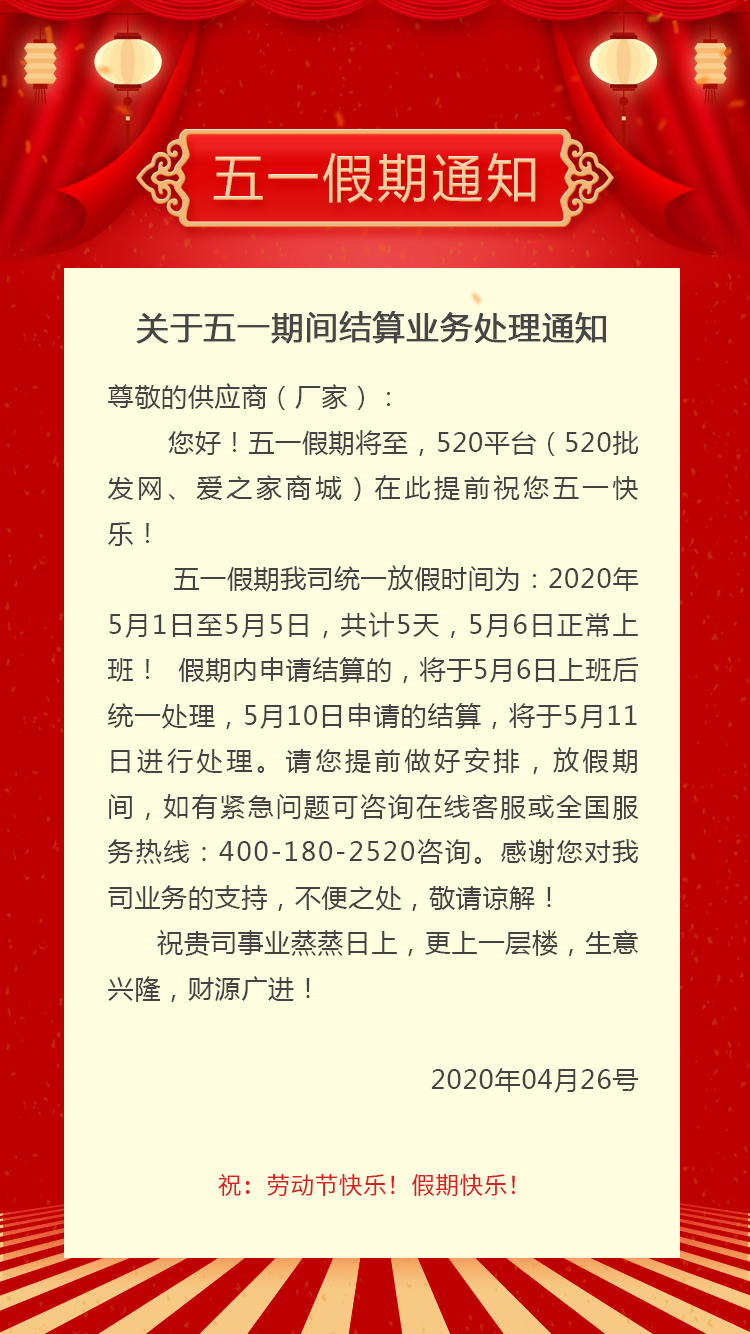 五一假期通知
关于五一期间结算业务处理通知
尊敬的供应商（厂家）：
您好！五一假期将至，520平台（520批
发网、爱之家商城）在此提前祝您五一快
乐！
五一假期我司统一放假时间为：2020年
5月1日至5月5日，共计5天，5月6日正常上
班！ 假期内申请结算的，将于5月6日上班后
统一处理，5月10日申请的结算，将于5月11
日进行处理。请您提前做好安排，放假期
间，如有紧急问题可咨询在线客服或全国服
务热线：400-180-2520咨询。感谢您对我
司业务的支持，不便之处，敬请谅解！
祝贵司事业蒸蒸日上，更上一层楼，生意
兴隆，财源广进！
2020年04月26号
祝：劳动节快乐！假期快乐！